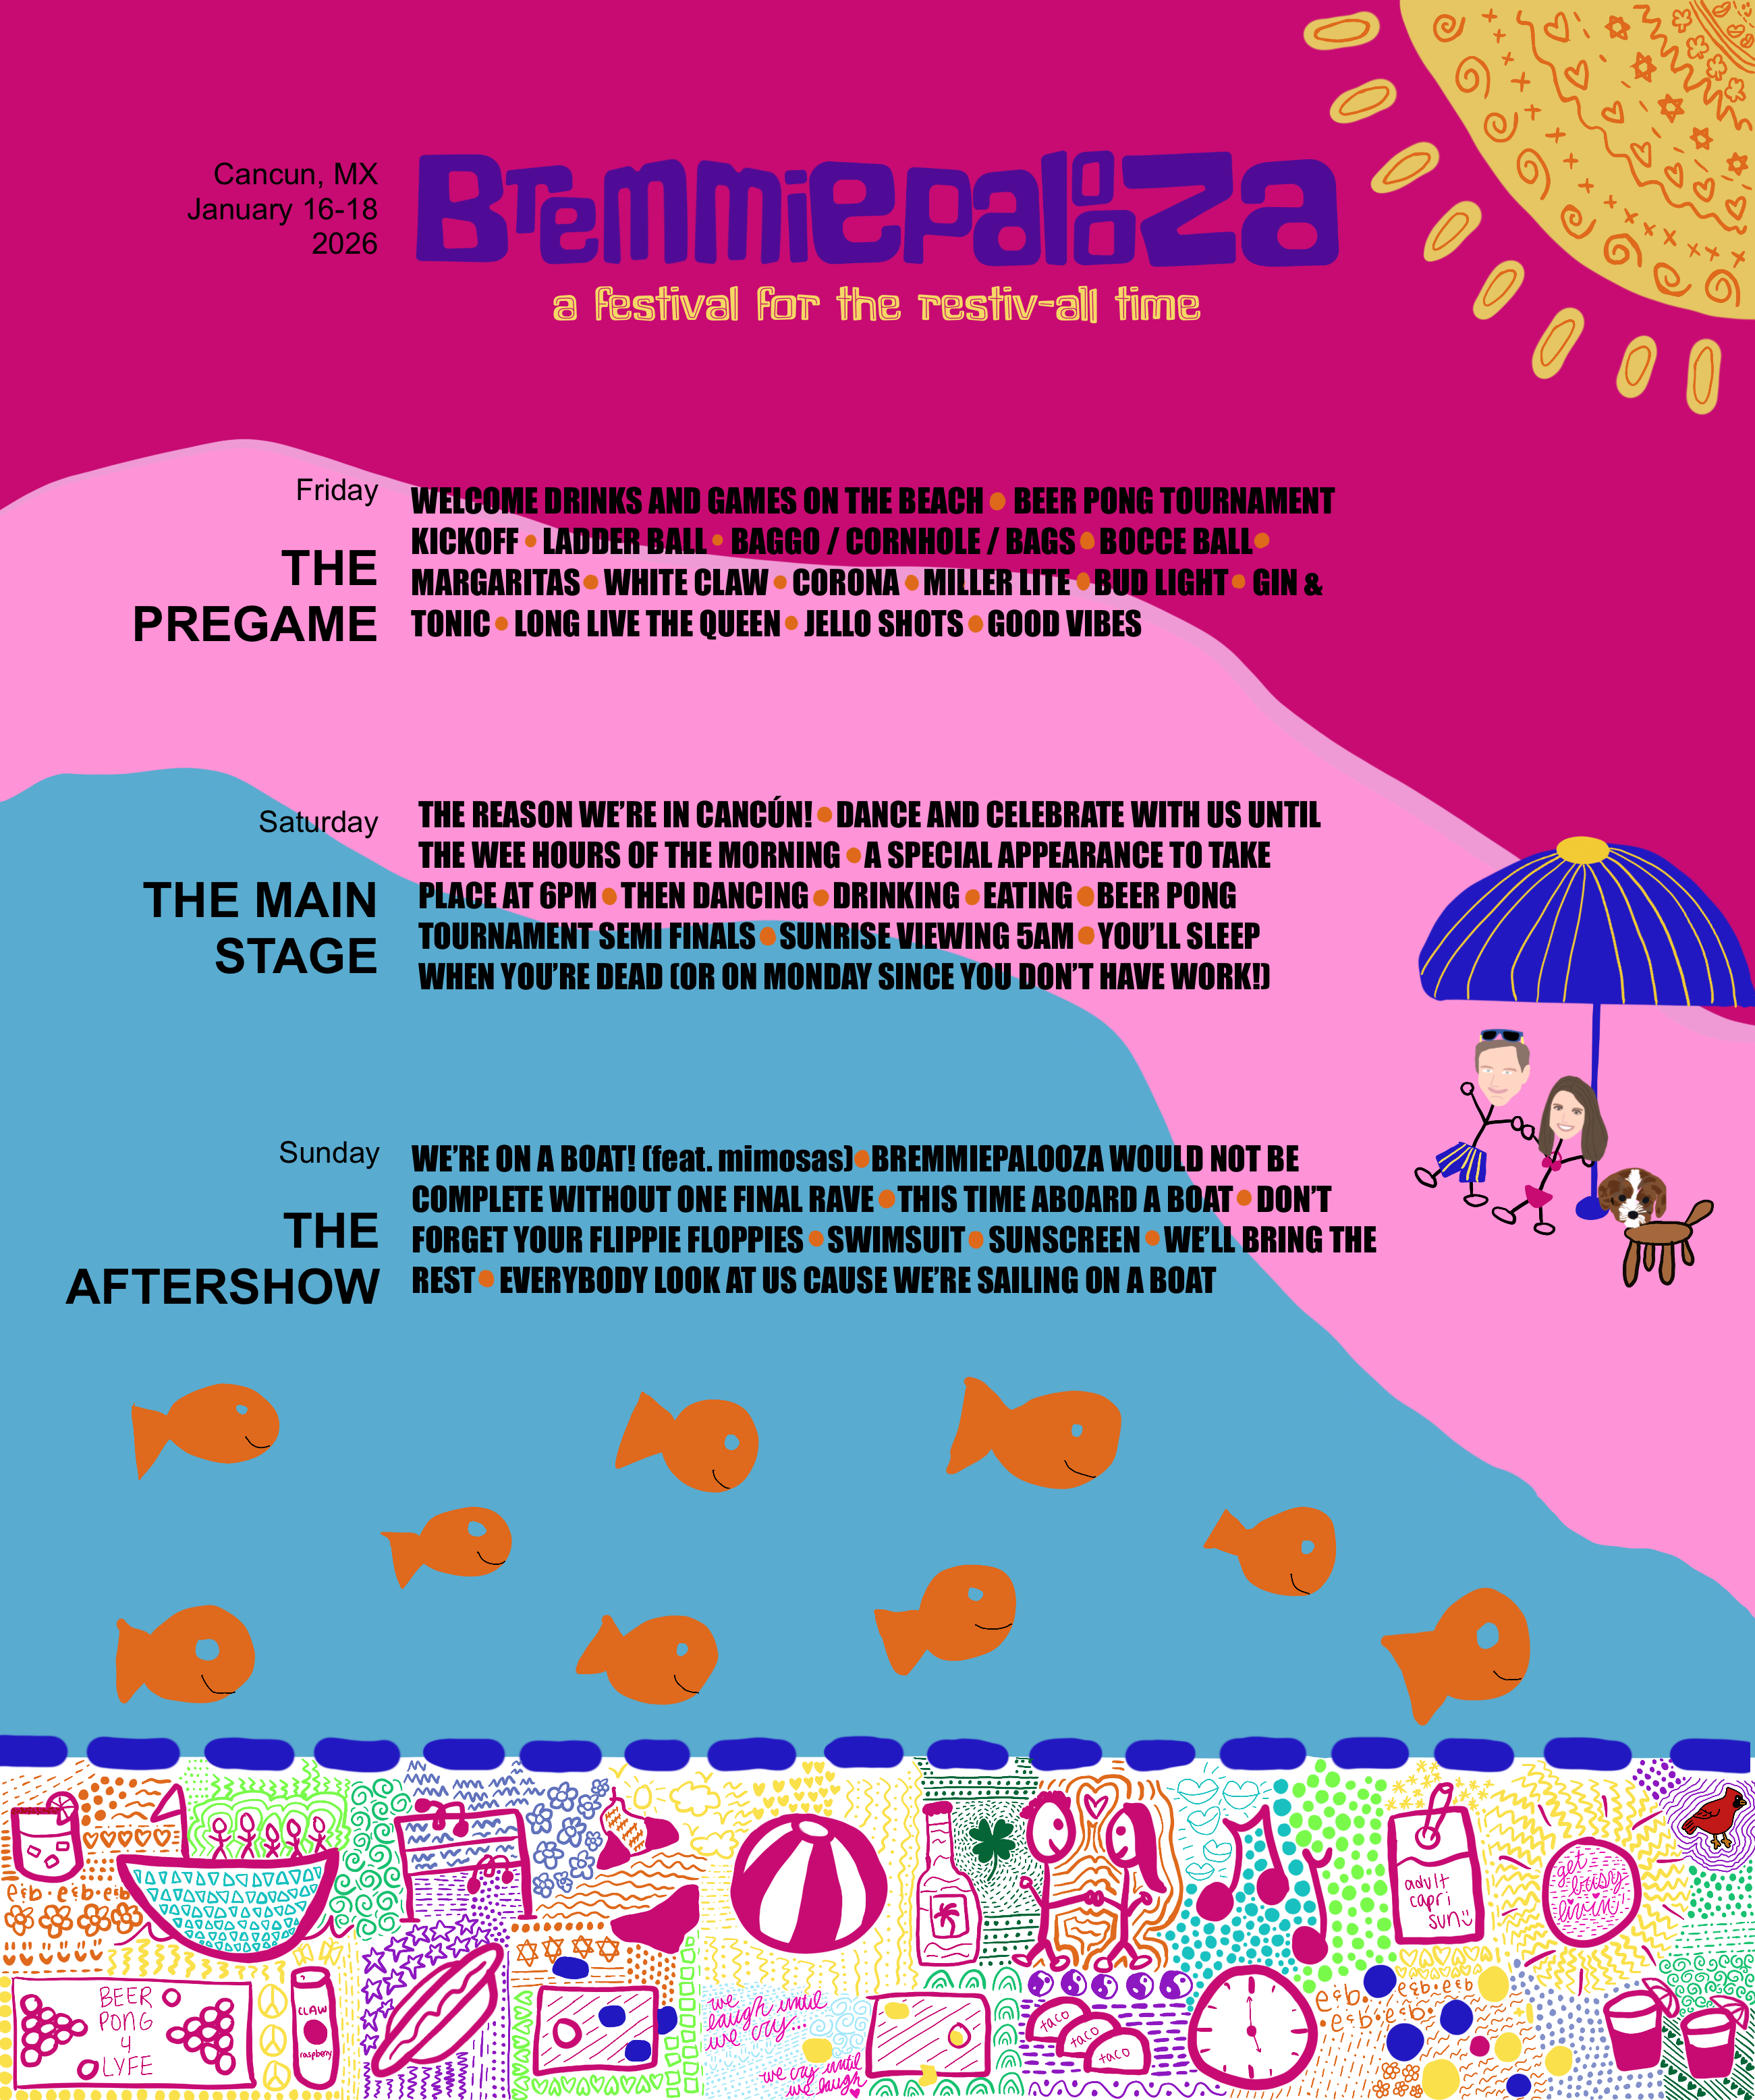 Cancun, MX
January 16-18
2026
Bremmiepalooza
a festival for the restiv-all time
Friday
THE
PREGAME
WELCOME DRINKS AND GAMES ON THE BEACH • BEER PONG TOURNAMENT
KICKOFF • LADDER BALL • BAGGO / CORNHOLE / BAGS • BOCCE BALL •
MARGARITAS • WHITE CLAW • CORONA • MILLER LITE • BUD LIGHT • GIN &
TONIC • LONG LIVE THE QUEEN • JELLO SHOTS • GOOD VIBES
Saturday
THE MAIN
STAGE
THE REASON WE'RE IN CANCÚN! • DANCE AND CELEBRATE WITH US UNTIL
THE WEE HOURS OF THE MORNING • A SPECIAL APPEARANCE TO TAKE
PLACE AT 6PM • THEN DANCING • DRINKING • EATING • BEER PONG
TOURNAMENT SEMI FINALS • SUNRISE VIEWING 5AM • YOU'LL SLEEP
WHEN YOU'RE DEAD (OR ON MONDAY SINCE YOU DON'T HAVE WORK!)
Sunday
THE
AFTERSHOW
WE'RE ON A BOAT! (feat. mimosas) • BREMMIEPALOOZA WOULD NOT BE
COMPLETE WITHOUT ONE FINAL RAVE • THIS TIME ABOARD A BOAT • DON'T
FORGET YOUR FLIPPIE FLOPPIES • SWIMSUIT • SUNSCREEN • WE'LL BRING THE
REST • EVERYBODY LOOK AT US CAUSE WE'RE SAILING ON A BOAT
e&b • e&b • e&b
adult
capri
sun
get
busy
livin'
BEER
PONG
4
LYFE
CLAW
raspberry
we
laugh until
we cry...
we cry until
we laugh
taco
taco
taco
e&b • e&b • e&b
• e&b • e&b •